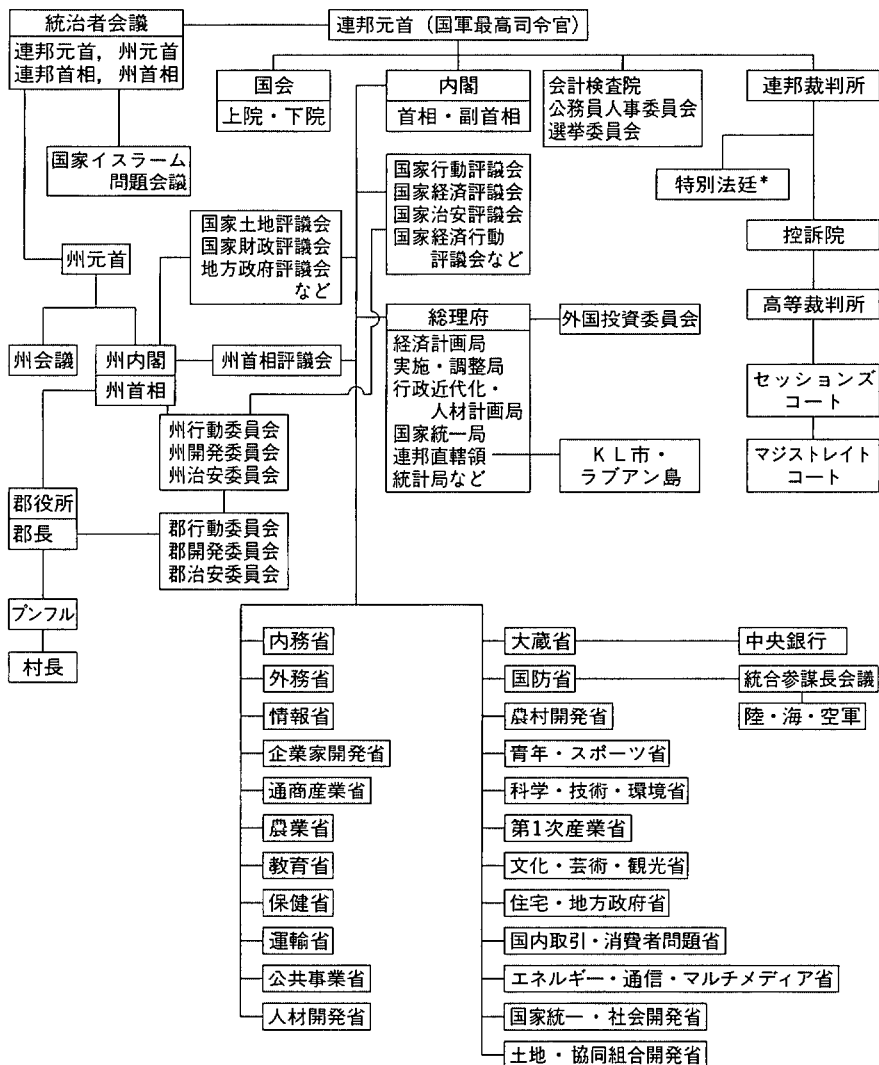 統治者会議
連邦元首，州元首
連邦首相，州首相
連邦元首（国軍最高司令官）
国会
上院・下院
内閣
首相・副首相
会計検査院
公務員人事委員会
選挙委員会
連邦裁判所
国家イスラーム
問題会議
特別法廷*
国家行動評議会
国家経済評議会
国家治安評議会
国家経済行動
評議会など
国家土地評議会
国家財政評議会
地方政府評議会
など
控訴院
州元首
高等裁判所
総理府
経済計画局
実施・調整局
行政近代化・
人材計画局
国家統一局
連邦直轄領
統計局など
外国投資委員会
州会議
州内閣
州首相
州首相評議会
セッションズ
コート
州行動委員会
州開発委員会
州治安委員会
ＫＬ市・
ラブアン島
マジストレイト
コート
郡役所
郡長
郡行動委員会
郡開発委員会
郡治安委員会
プンフル
村長
内務省
外務省
情報省
企業家開発省
通商産業省
農業省
教育省
保健省
運輸省
公共事業省
人材開発省
大蔵省
中央銀行
国防省
統合参謀長会議
陸・海・空軍
農村開発省
青年・スポーツ省
科学・技術・環境省
第1次産業省
文化・芸術・観光省
住宅・地方政府省
国内取引・消費者問題省
エネルギー・通信・マルチメディア省
国家統一・社会開発省
土地・協同組合開発省